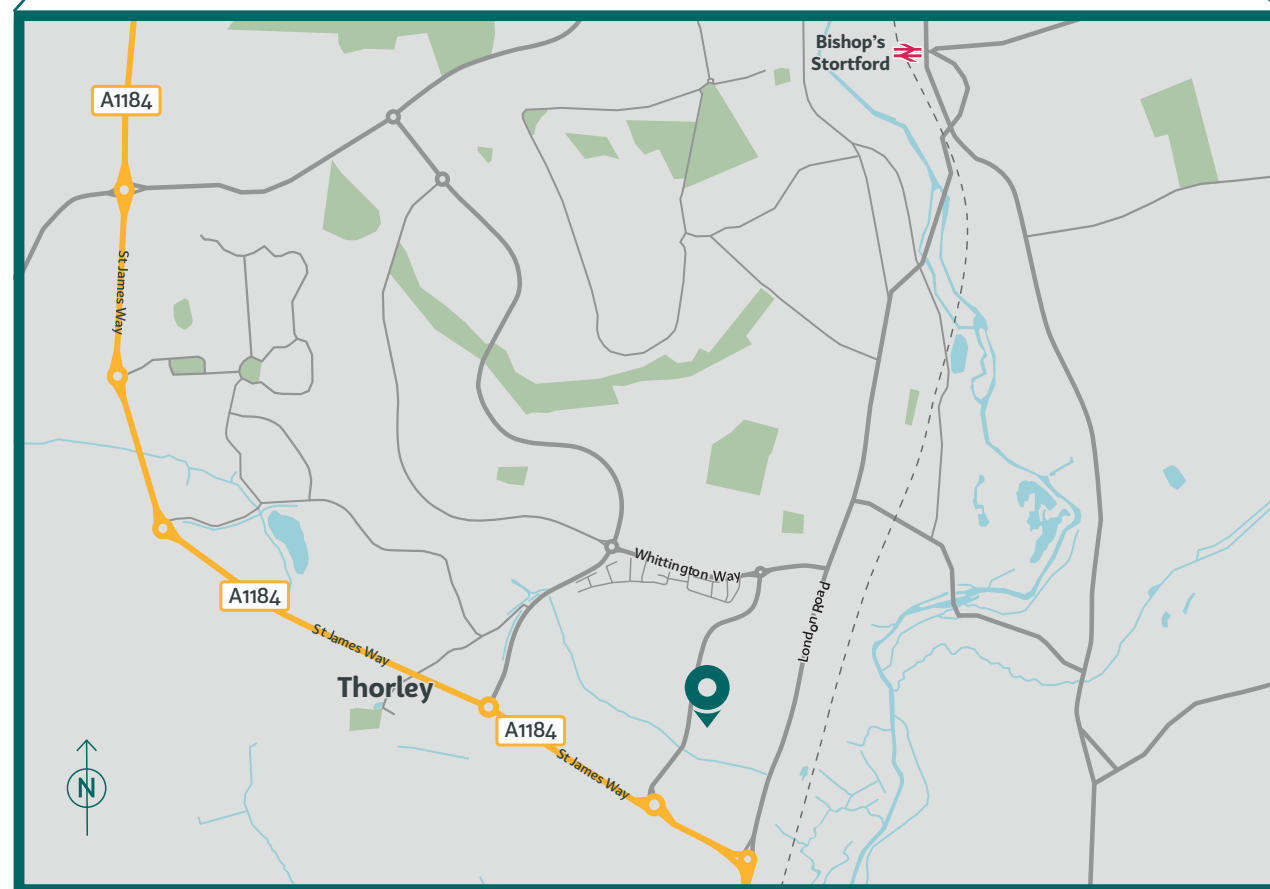 Bishop's
Stortford
A1184
St James Way
Whittington Way
A1184
London Road
St James Way
Thorley
A1184
St James Way
N